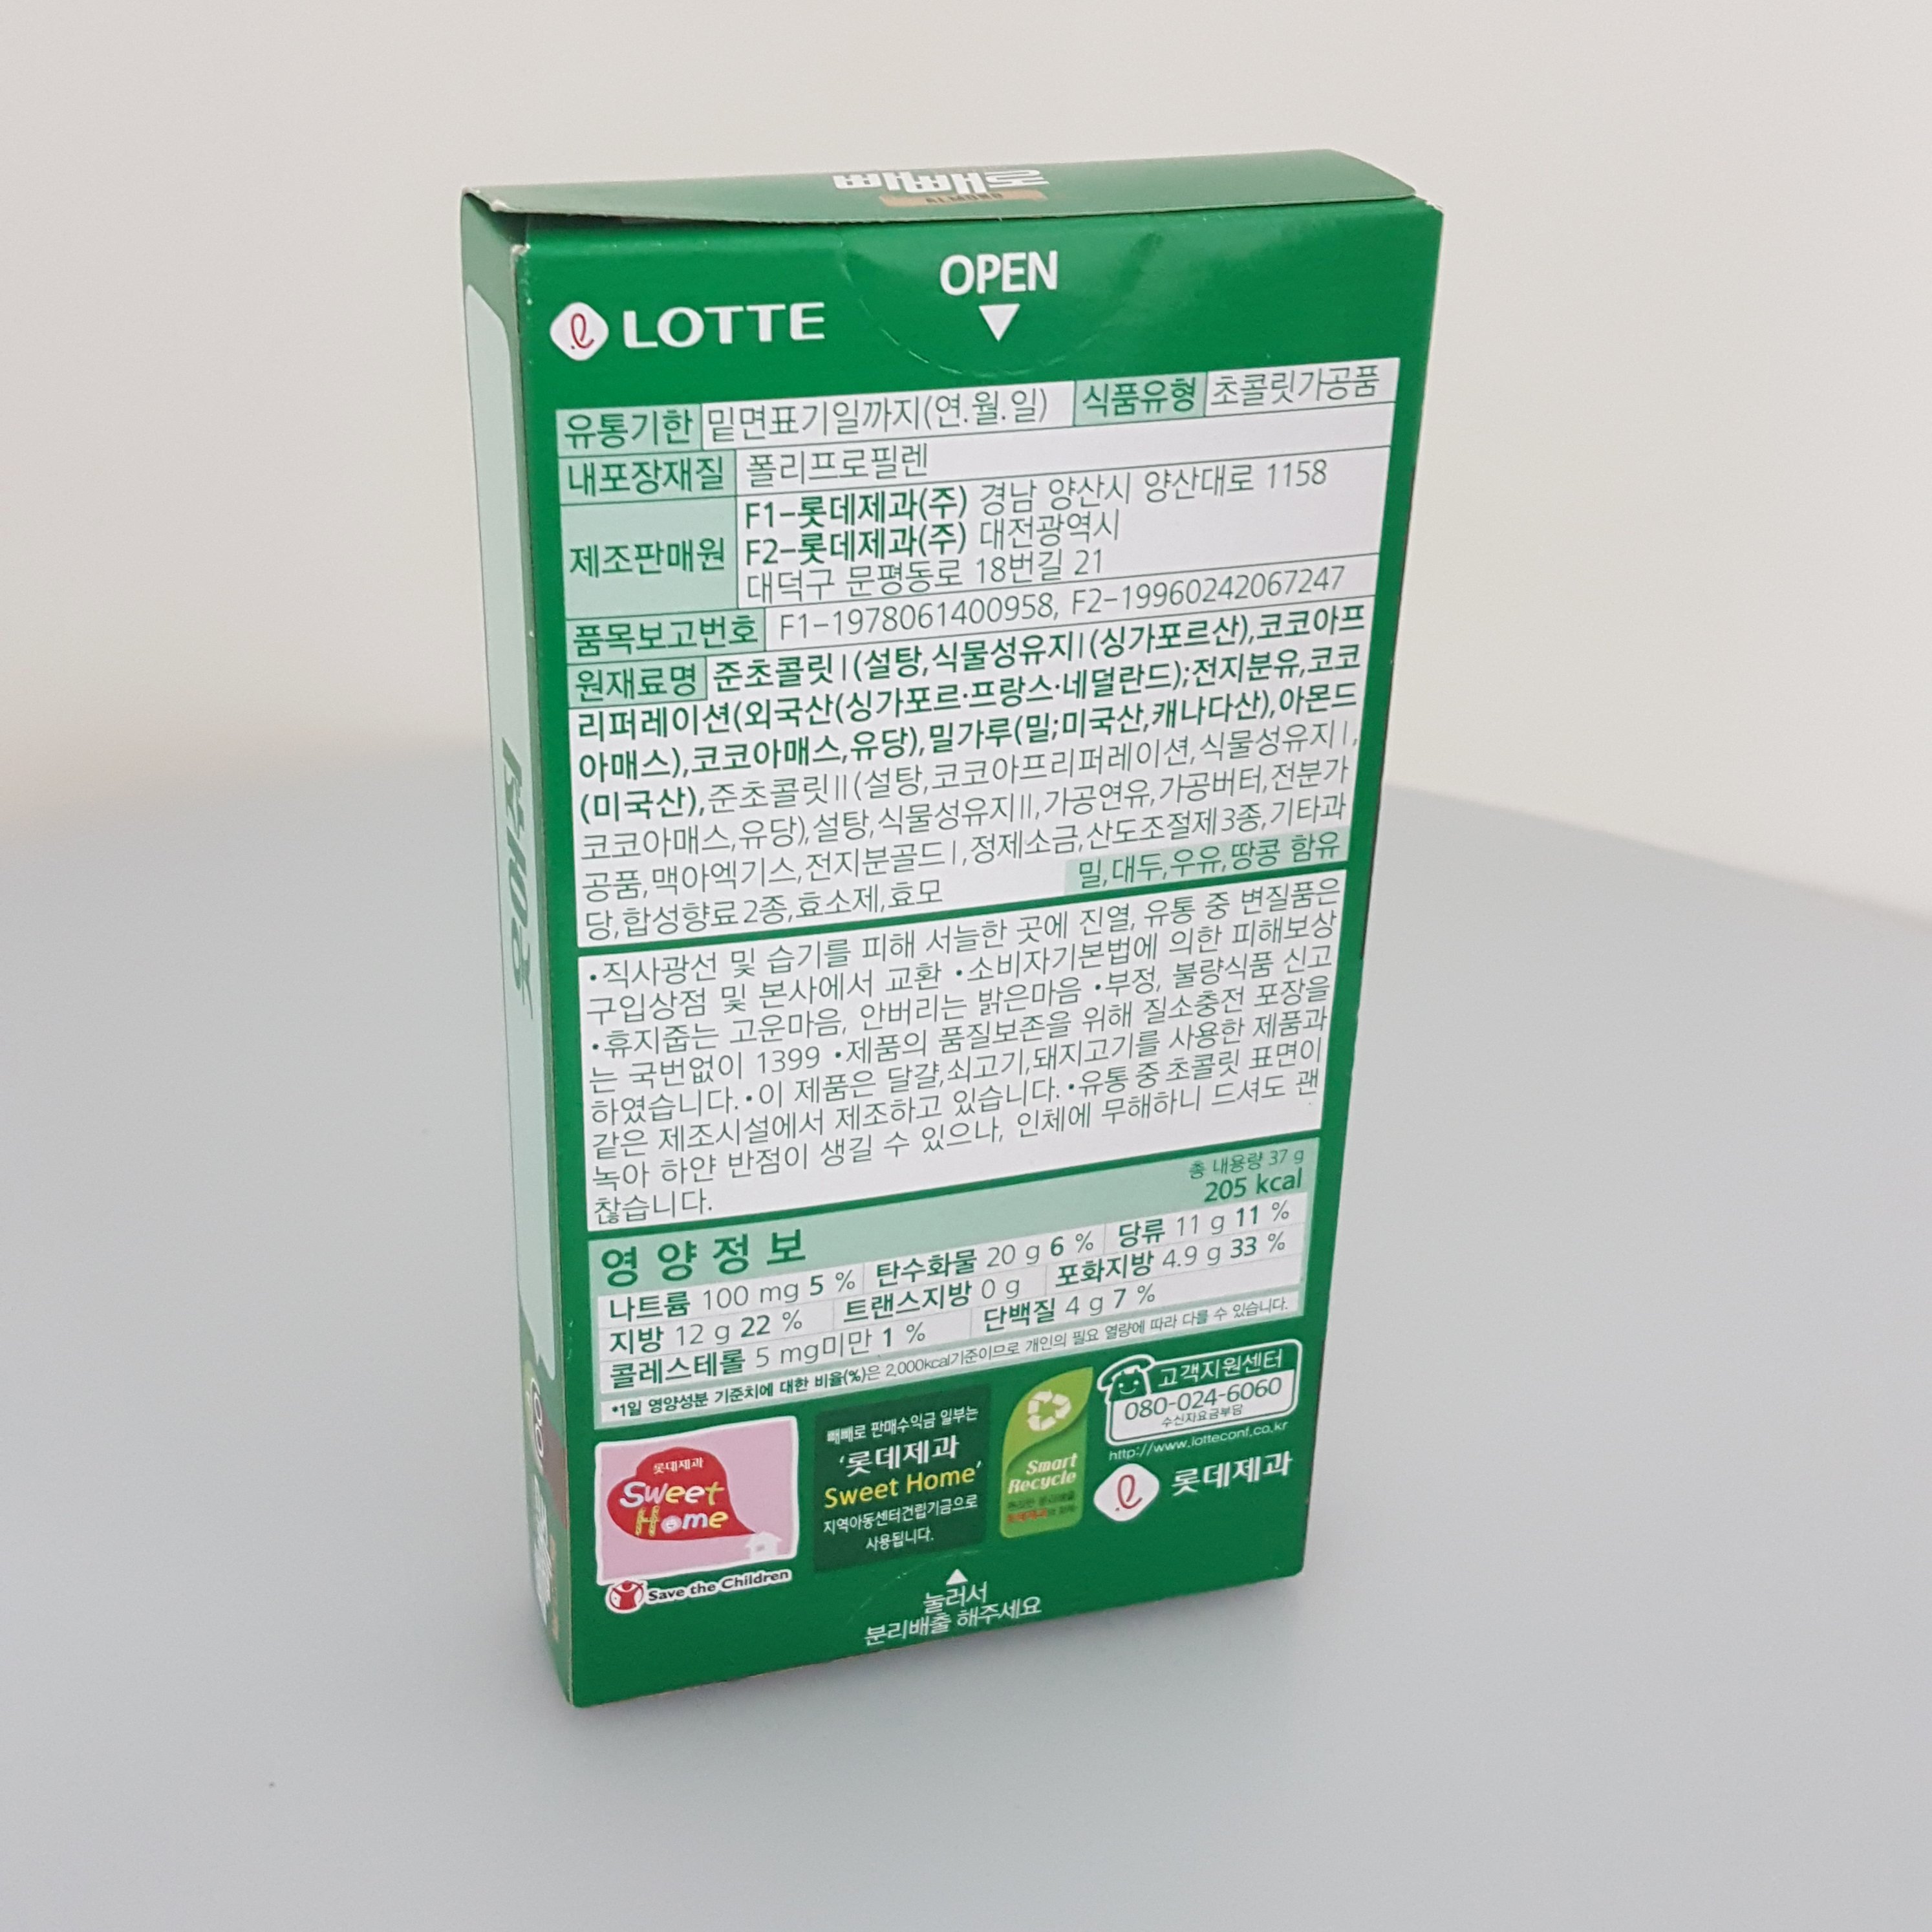 빼빼로
ALMOND
OPEN
LOTTE
유통기한 밑면표기일까지(연.월.일) 식품유형 초콜릿가공품
내포장재질 폴리프로필렌
제조판매원 F1-롯데제과(주) 경남 양산시 양산대로 1158
F2-롯데제과(주) 대전광역시
대덕구 문평동로 18번길 21
품목보고번호 F1-1978061400958, F2-19960242067247
원재료명 준초콜릿Ⅰ(설탕,식물성유지Ⅰ(싱가포르산),코코아프
리퍼레이션(외국산(싱가포르·프랑스·네덜란드);전지분유,코코
아매스),코코아매스,유당),밀가루(밀;미국산,캐나다산),아몬드
(미국산),준초콜릿Ⅱ(설탕,코코아프리퍼레이션,식물성유지Ⅰ,
코코아매스,유당),설탕,식물성유지Ⅱ,가공연유,가공버터,전분가
공품,맥아엑기스,전지분골드Ⅰ,정제소금,산도조절제3종,기타과
당,합성향료2종,효소제,효모
밀,대두,우유,땅콩 함유
•직사광선 및 습기를 피해 서늘한 곳에 진열, 유통 중 변질품은
구입상점 및 본사에서 교환 •소비자기본법에 의한 피해보상
•휴지줍는 고운마음, 안버리는 밝은마음 •부정, 불량식품 신고
는 국번없이 1399 •제품의 품질보존을 위해 질소충전 포장을
하였습니다.•이 제품은 달걀,쇠고기,돼지고기를 사용한 제품과
같은 제조시설에서 제조하고 있습니다. •유통 중 초콜릿 표면이
녹아 하얀 반점이 생길 수 있으나, 인체에 무해하니 드셔도 괜
찮습니다.
영양정보
총 내용량 37 g
205 kcal
나트륨 100 mg 5 % 탄수화물 20 g 6 % 당류 11 g 11 %
지방 12 g 22 % 트랜스지방 0 g 포화지방 4.9 g 33 %
콜레스테롤 5 mg미만 1 % 단백질 4 g 7 %
*1일 영양성분 기준치에 대한 비율(%)은 2,000kcal기준이므로 개인의 필요 열량에 따라 다를 수 있습니다.
롯데제과
Sweet
Home
Save the Children
빼빼로 판매수익금 일부는
'롯데제과
Sweet Home'
지역아동센터건립기금으로
사용됩니다.
Smart
Recycle
고객지원센터
080-024-6060
수신자요금부담
http://www.lotteconf.co.kr
롯데제과
눌러서
분리배출 해주세요